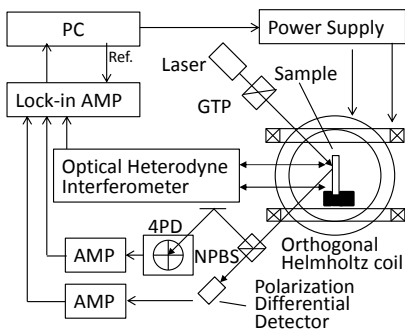 PC
Power Supply
Ref.
Laser
Sample
Lock-in AMP
GTP
Optical Heterodyne
Interferometer
4PD
NPBS
AMP
Orthogonal
Helmholtz coil
AMP
Polarization
Differential
Detector